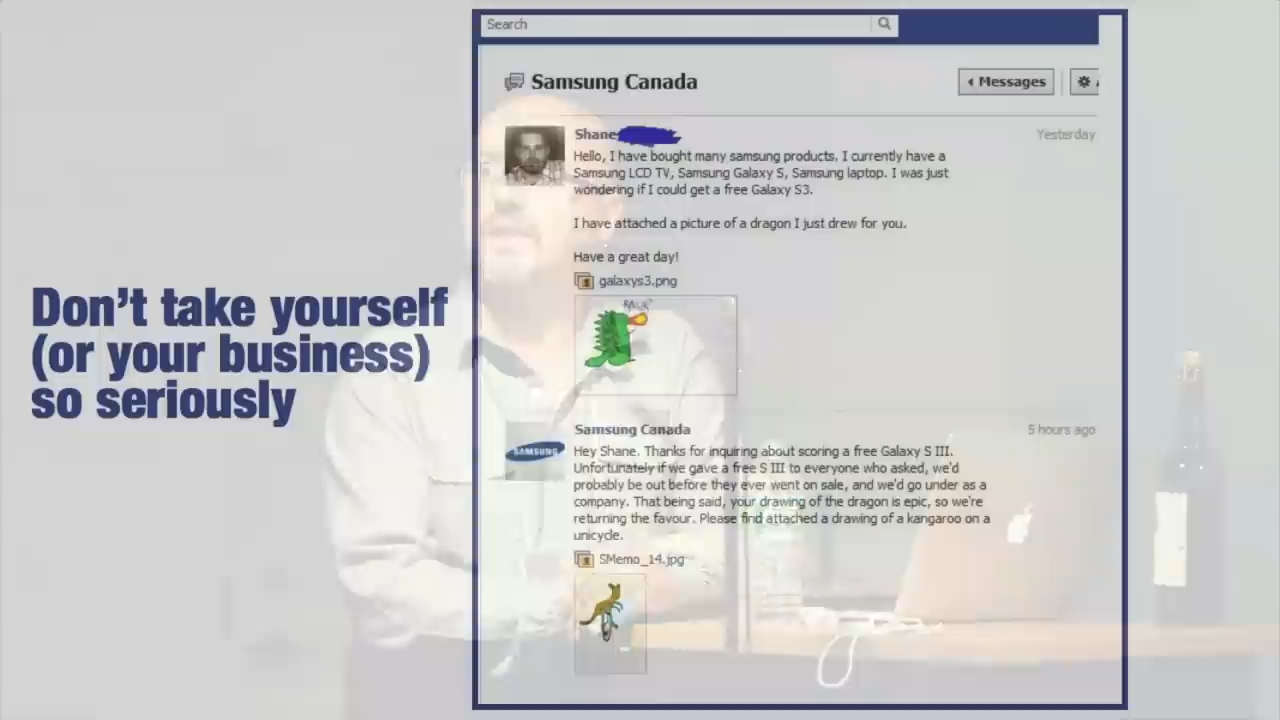 Search
Samsung Canada
Messages
Shane
Yesterday
Hello, I have bought many samsung products. I currently have a
Samsung LCD TV, Samsung Galaxy S, Samsung laptop. I was just
wondering if I could get a free Galaxy S3.
I have attached a picture of a dragon I just drew for you.
Have a great day!
galaxys3.png
Don't take yourself
(or your business)
so seriously
Samsung Canada
5 hours ago
SAMSUNG
Hey Shane. Thanks for inquiring about scoring a free Galaxy S III.
Unfortunately if we gave a free S III to everyone who asked, we'd
probably be out before they ever went on sale, and we'd go under as a
company. That being said, your drawing of the dragon is epic, so we're
returning the favour. Please find attached a drawing of a kangaroo on a
unicycle.
SMemo_14.jpg